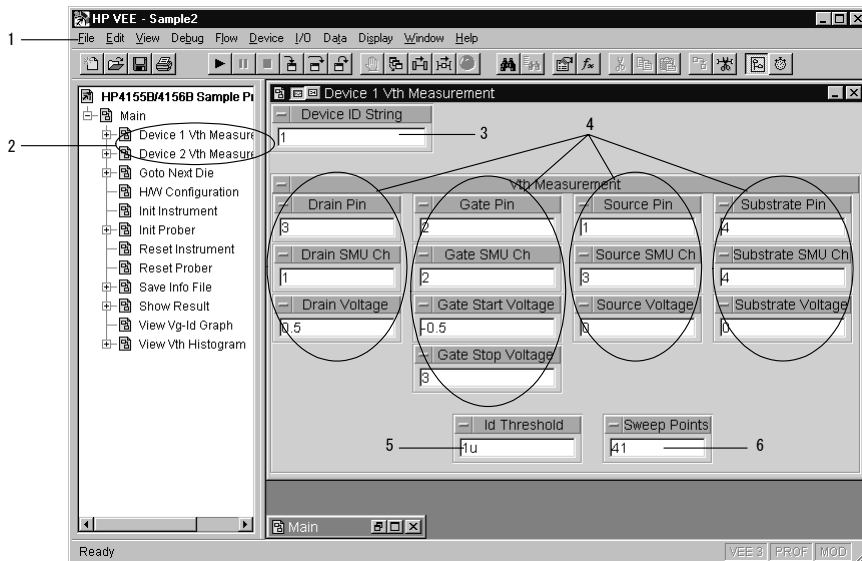 HP VEE - Sample2
1
File Edit View Debug Flow Device I/O Data Display Window Help
HP4155B/4156B Sample Pr
Main
2
Device 1 Vth Measure
Device 2 Vth Measure
Goto Next Die
H/W Configuration
Init Instrument
Init Prober
Reset Instrument
Reset Prober
Save Info File
Show Result
View Vg-Id Graph
View Vth Histogram
Device 1 Vth Measurement
Device ID String
1
3
4
Vth Measurement
Drain Pin Gate Pin Source Pin Substrate Pin
3 2 1 4
Drain SMU Ch Gate SMU Ch Source SMU Ch Substrate SMU Ch
1 2 3 4
Drain Voltage Gate Start Voltage Source Voltage Substrate Voltage
0.5 -0.5 0 0
Gate Stop Voltage
3
Id Threshold Sweep Points
5 1u 41 6
Main
Ready VEE 3 PROF MOD